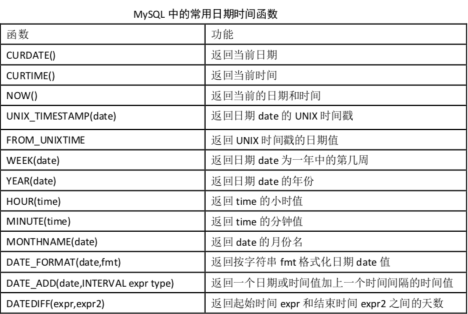 MySQL 中的常用日期时间函数
函数 功能
CURDATE() 返回当前日期
CURTIME() 返回当前时间
NOW() 返回当前的日期和时间
UNIX_TIMESTAMP(date) 返回日期 date 的 UNIX 时间戳
FROM_UNIXTIME 返回 UNIX 时间戳的日期值
WEEK(date) 返回日期 date 为一年中的第几周
YEAR(date) 返回日期 date 的年份
HOUR(time) 返回 time 的小时值
MINUTE(time) 返回 time 的分钟值
MONTHNAME(date) 返回 date 的月份名
DATE_FORMAT(date,fmt) 返回按字符串 fmt 格式化日期 date 值
DATE_ADD(date,INTERVAL expr type) 返回一个日期或时间值加上一个时间间隔的时间值
DATEDIFF(expr,expr2) 返回起始时间 expr 和结束时间 expr2 之间的天数